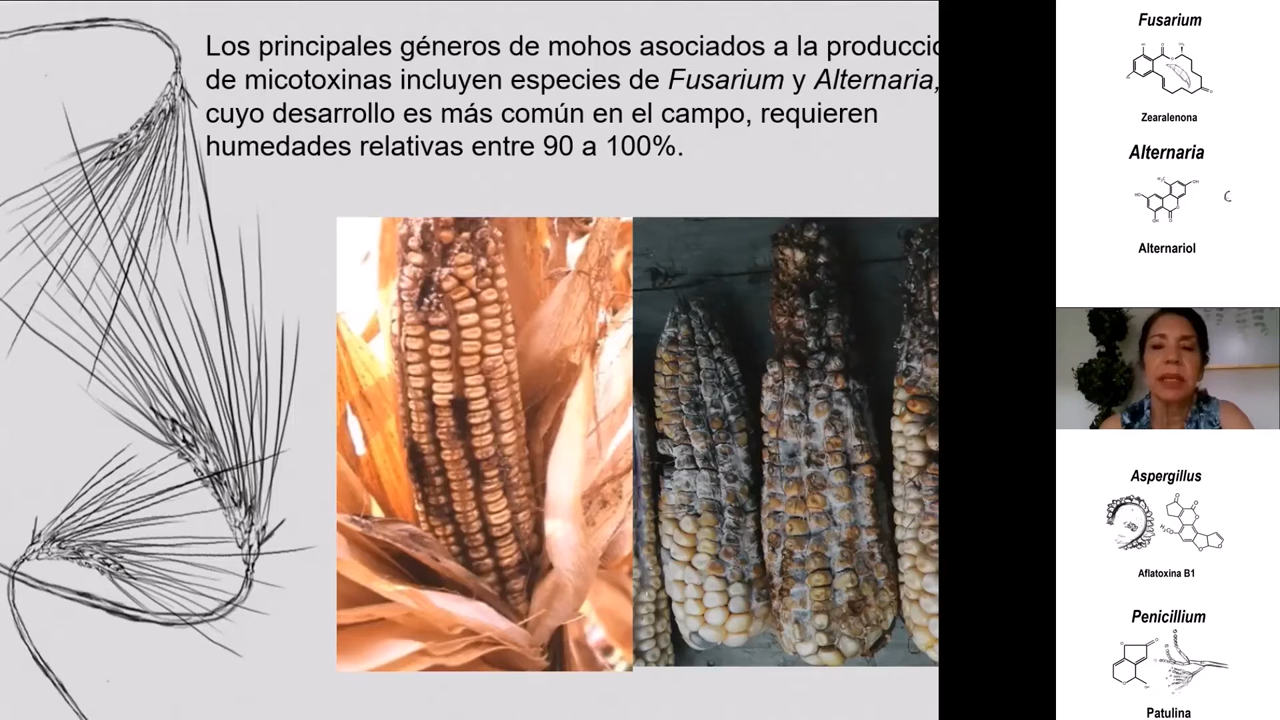 Los principales géneros de mohos asociados a la producció
de micotoxinas incluyen especies de Fusarium y Alternaria,
cuyo desarrollo es más común en el campo, requieren
humedades relativas entre 90 a 100%.
Fusarium
Zearalenona
Alternaria
Alternariol
Aspergillus
Aflatoxina B1
Penicillium
Patulina